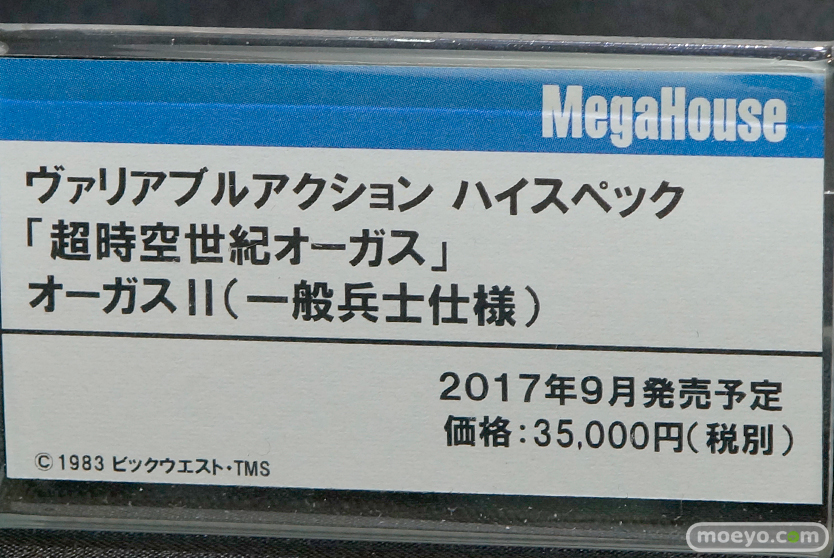 MegaHouse
ヴァリアブルアクション ハイスペック
「超時空世紀オーガス」
オーガスII(一般兵士仕様)
2017年9月発売予定
価格:35,000円(税別)
©1983 ビックウエスト・TMS
moeyo.com